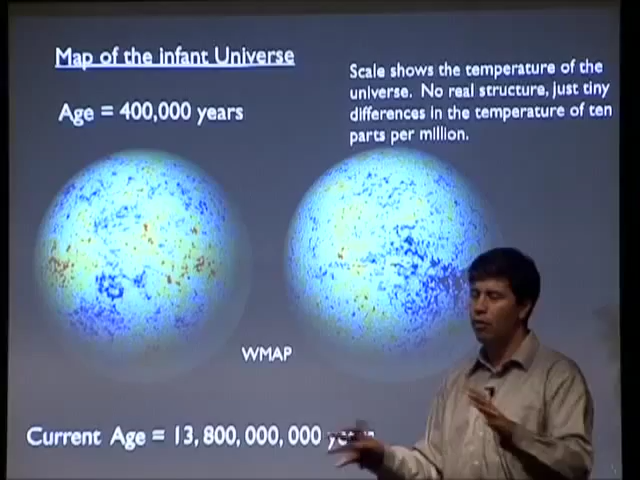 Map of the infant Universe
Age = 400,000 years
Scale shows the temperature of the
universe. No real structure, just tiny
differences in the temperature of ten
parts per million.
WMAP
Current Age = 13,800,000,000 years